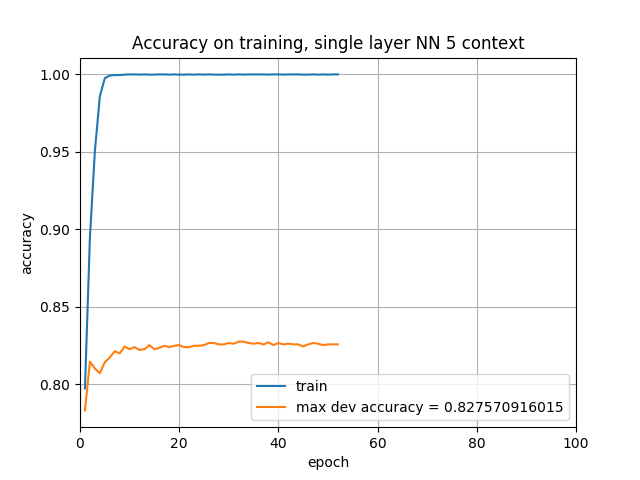 Accuracy on training, single layer NN 5 context
1.00
0.95
0.90
0.85
0.80
accuracy
0 20 40 60 80 100
epoch
train
max dev accuracy = 0.827570916015